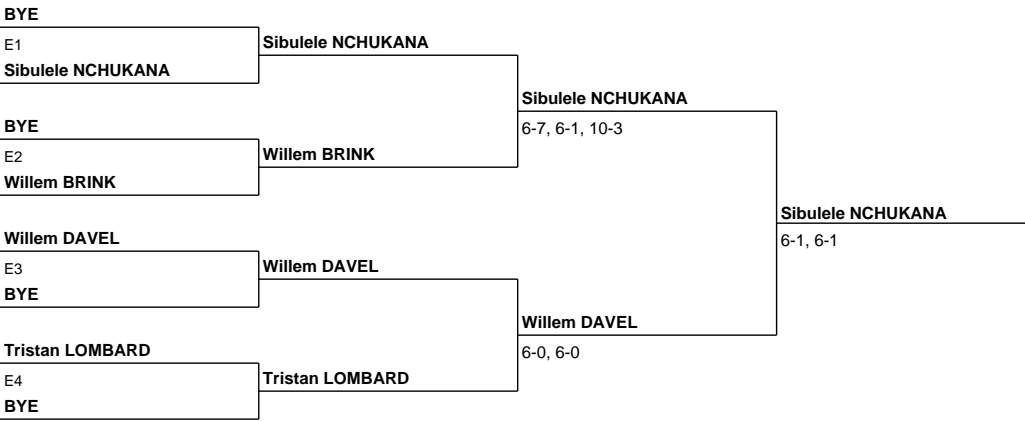 BYE
E1
Sibulele NCHUKANA
Sibulele NCHUKANA
BYE
E2
Willem BRINK
Willem BRINK
Sibulele NCHUKANA
6-7, 6-1, 10-3
Willem DAVEL
E3
BYE
Willem DAVEL
Tristan LOMBARD
E4
BYE
Tristan LOMBARD
Willem DAVEL
6-0, 6-0
Sibulele NCHUKANA
6-1, 6-1